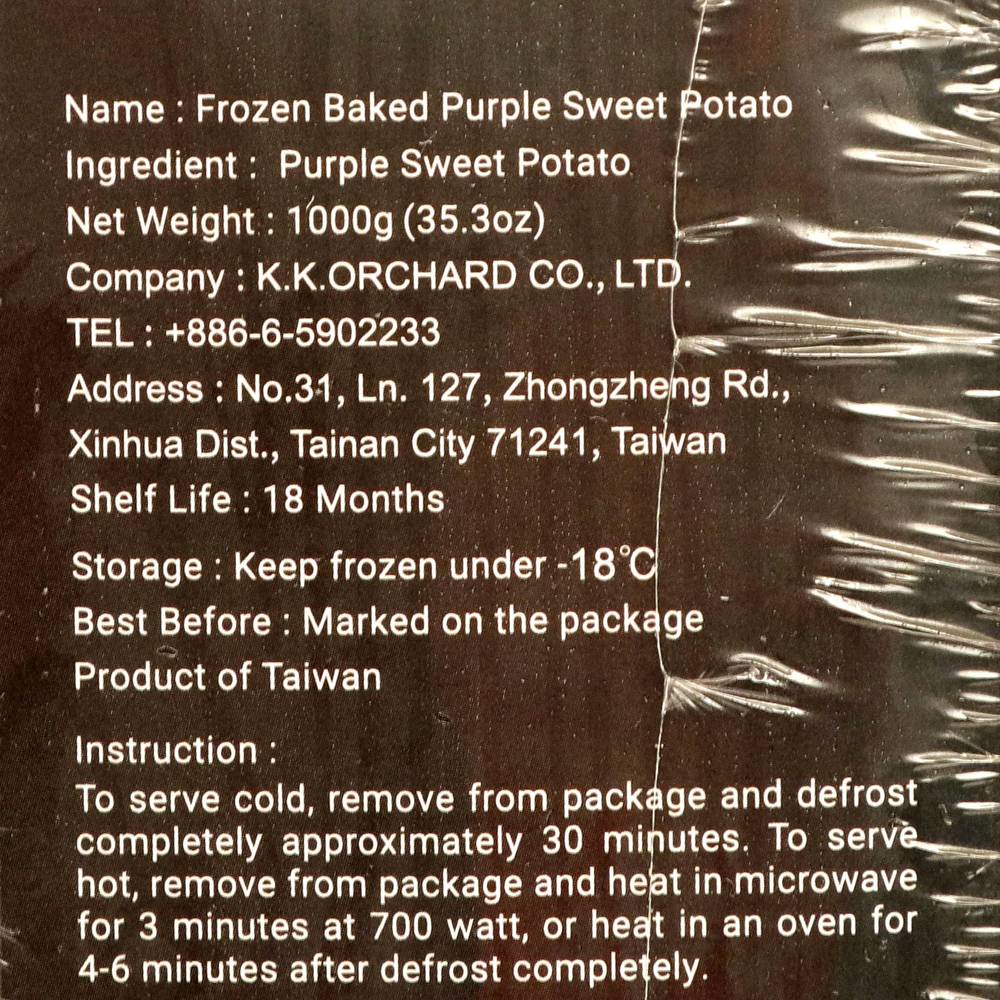 Name : Frozen Baked Purple Sweet Potato
Ingredient : Purple Sweet Potato
Net Weight : 1000g (35.3oz)
Company : K.K.ORCHARD CO., LTD.
TEL : +886-6-5902233
Address : No.31, Ln. 127, Zhongzheng Rd.,
Xinhua Dist., Tainan City 71241, Taiwan
Shelf Life : 18 Months
Storage : Keep frozen under -18℃
Best Before : Marked on the package
Product of Taiwan
Instruction :
To serve cold, remove from package and defrost
completely approximately 30 minutes. To serve
hot, remove from package and heat in microwave
for 3 minutes at 700 watt, or heat in an oven for
4-6 minutes after defrost completely.